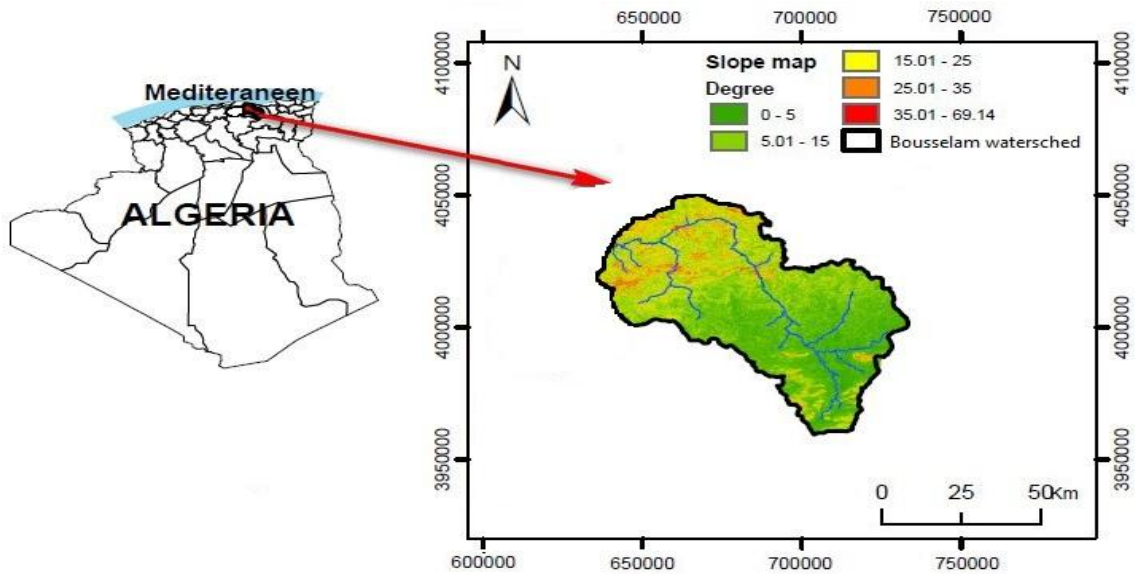 Mediteraneen
ALGERIA
650000 700000 750000
N
Slope map
Degree
0 - 5
5.01 - 15
15.01 - 25
25.01 - 35
35.01 - 69.14
Bousselam watersched
4100000
4050000
4000000
3950000
4100000
4050000
4000000
3950000
0 25 50Km
600000 650000 700000 750000